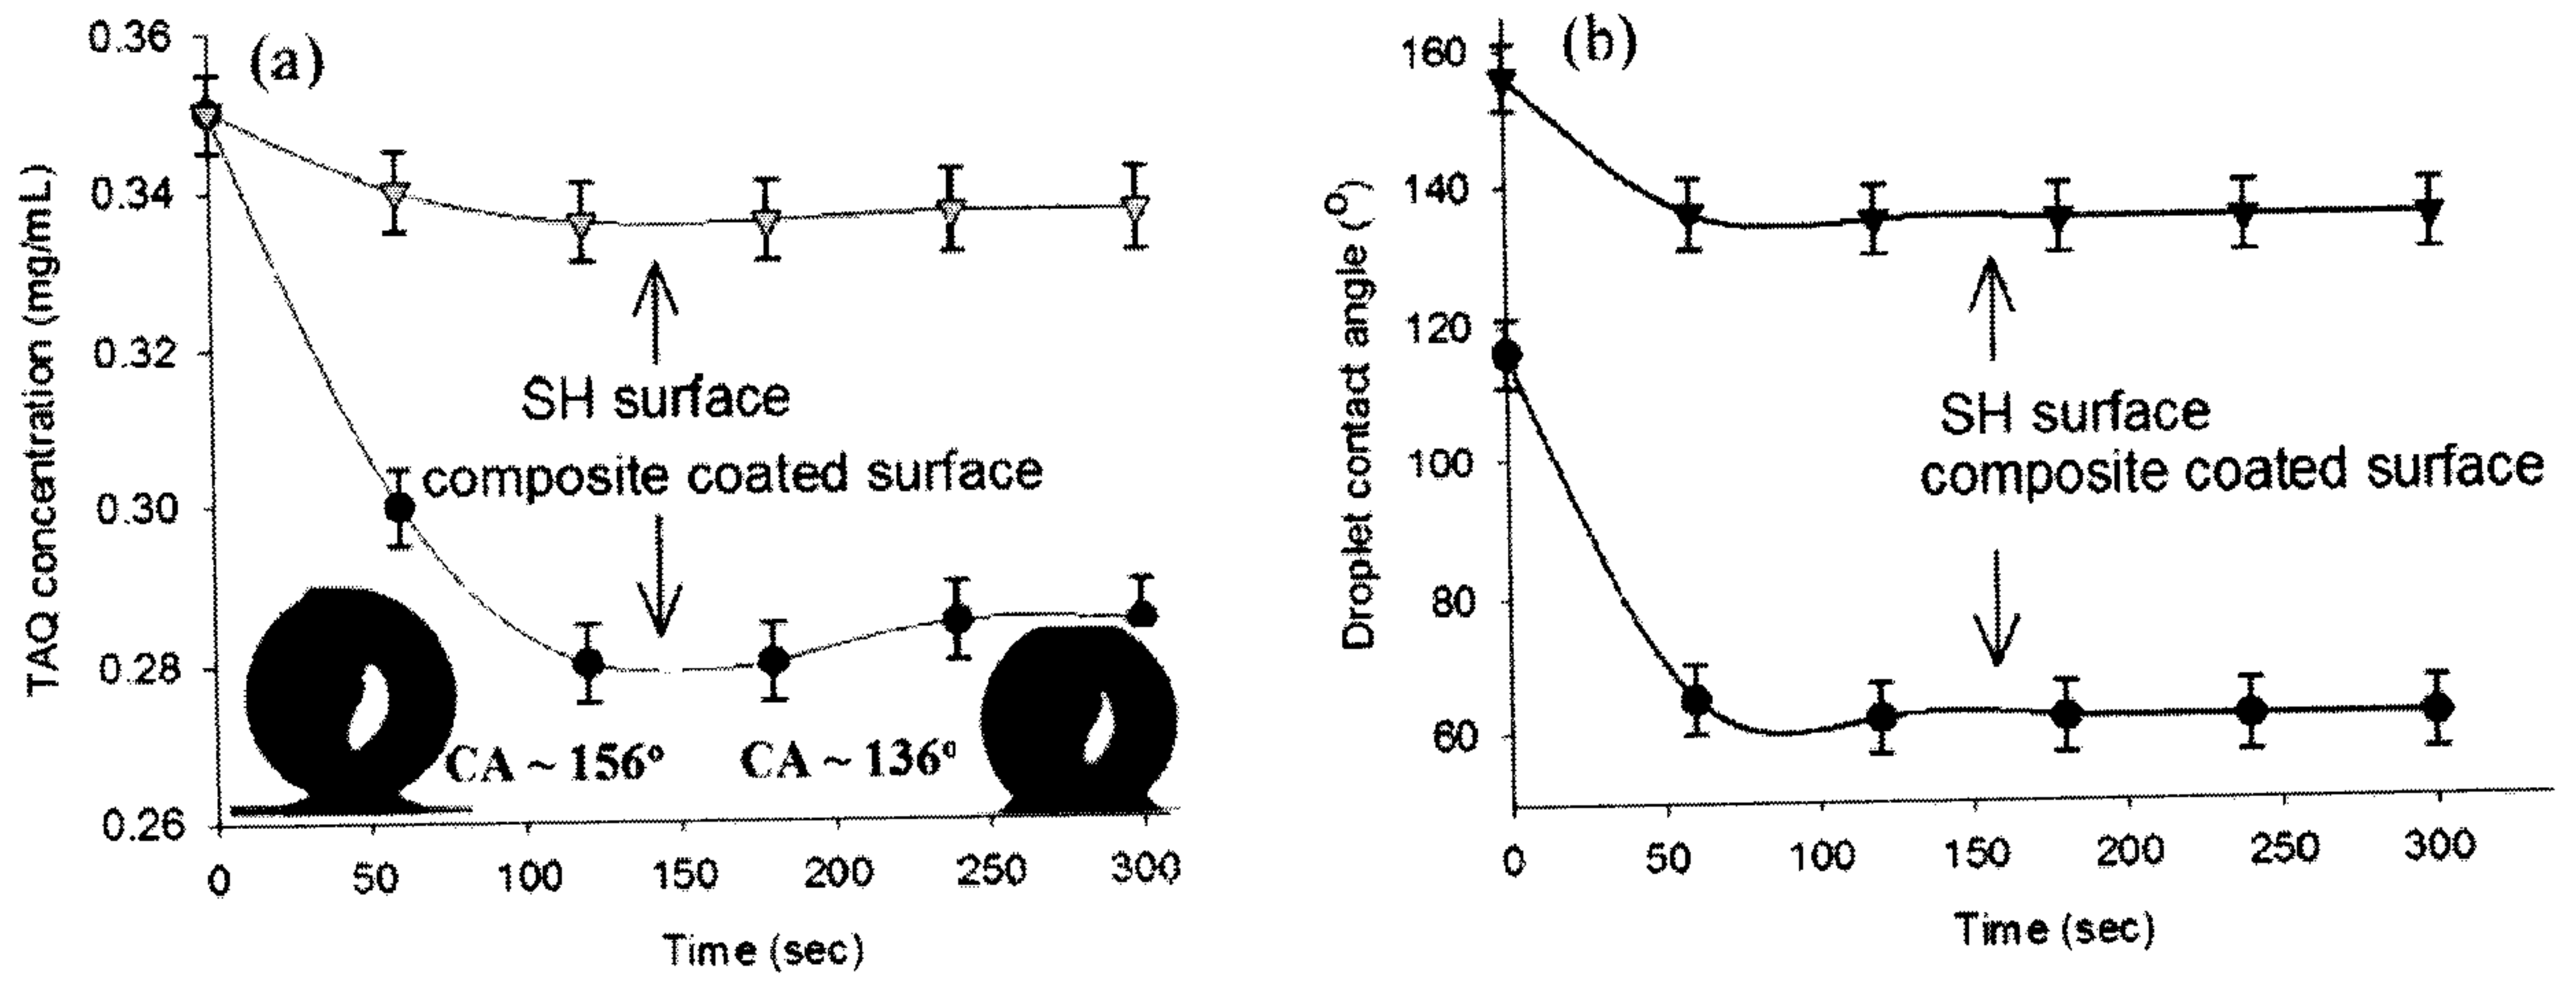 (a)
0.36
0.34
0.32
0.30
0.28
0.26
TAQ concentration (mg/mL)
SH surface
composite coated surface
CA ~ 156°
CA ~ 136°
0 50 100 150 200 250 300
Time (sec)
(b)
160
140
120
100
80
60
Droplet contact angle (°)
SH surface
composite coated surface
0 50 100 150 200 250 300
Time (sec)